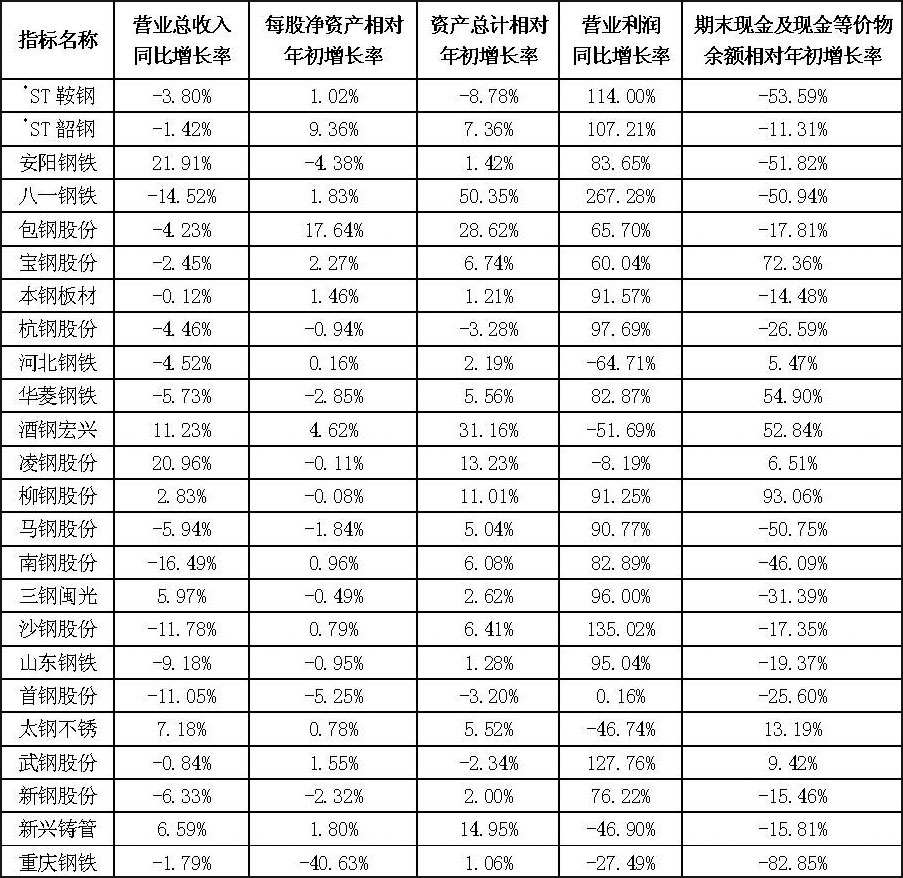 指标名称 营业总收入同比增长率 每股净资产相对年初增长率 资产总计相对年初增长率 营业利润同比增长率 期末现金及现金等价物余额相对年初增长率
*ST鞍钢 -3.80% 1.02% -8.78% 114.00% -53.59%
*ST韶钢 -1.42% 9.36% 7.36% 107.21% -11.31%
安阳钢铁 21.91% -4.38% 1.42% 83.65% -51.82%
八一钢铁 -14.52% 1.83% 50.35% 267.28% -50.94%
包钢股份 -4.23% 17.64% 28.62% 65.70% -17.81%
宝钢股份 -2.45% 2.27% 6.74% 60.04% 72.36%
本钢板材 -0.12% 1.46% 1.21% 91.57% -14.48%
杭钢股份 -4.46% -0.94% -3.28% 97.69% -26.59%
河北钢铁 -4.52% 0.16% 2.19% -64.71% 5.47%
华菱钢铁 -5.73% -2.85% 5.56% 82.87% 54.90%
酒钢宏兴 11.23% 4.62% 31.16% -51.69% 52.84%
凌钢股份 20.96% -0.11% 13.23% -8.19% 6.51%
柳钢股份 2.83% -0.08% 11.01% 91.25% 93.06%
马钢股份 -5.94% -1.84% 5.04% 90.77% -50.75%
南钢股份 -16.49% 0.96% 6.08% 82.89% -46.09%
三钢闽光 5.97% -0.49% 2.62% 96.00% -31.39%
沙钢股份 -11.78% 0.79% 6.41% 135.02% -17.35%
山东钢铁 -9.18% -0.95% 1.28% 95.04% -19.37%
首钢股份 -11.05% -5.25% -3.20% 0.16% -25.60%
太钢不锈 7.18% 0.78% 5.52% -46.74% 13.19%
武钢股份 -0.84% 1.55% -2.34% 127.76% 9.42%
新钢股份 -6.33% -2.32% 2.00% 76.22% -15.46%
新兴铸管 6.59% 1.80% 14.95% -46.90% -15.81%
重庆钢铁 -1.79% -40.63% 1.06% -27.49% -82.85%